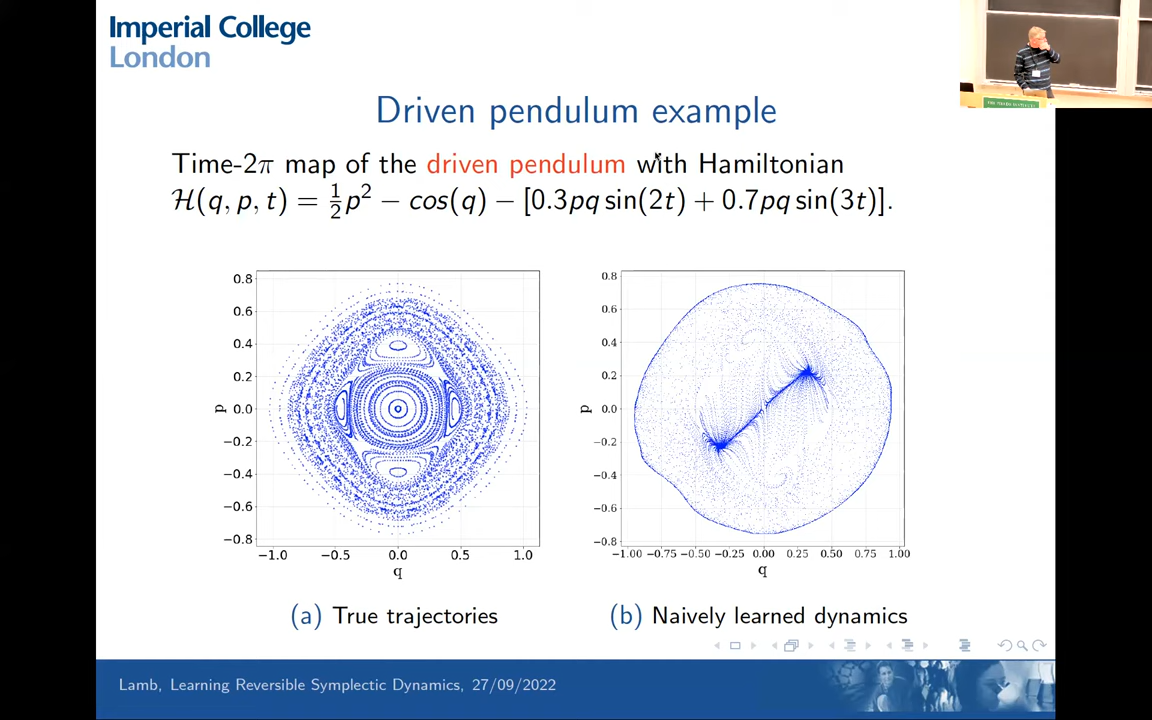 Imperial College
London
Driven pendulum example
Time-2π map of the driven pendulum with Hamiltonian
H(q, p, t) = ½p² − cos(q) − [0.3pq sin(2t) + 0.7pq sin(3t)].
0.8
0.6
0.4
0.2
0.0
−0.2
−0.4
−0.6
−0.8
p
−1.0 −0.5 0.0 0.5 1.0
q
0.8
0.6
0.4
0.2
0.0
−0.2
−0.4
−0.6
−0.8
p
−1.00 −0.75 −0.50 −0.25 0.00 0.25 0.50 0.75 1.00
q
(a) True trajectories
(b) Naively learned dynamics
Lamb, Learning Reversible Symplectic Dynamics, 27/09/2022